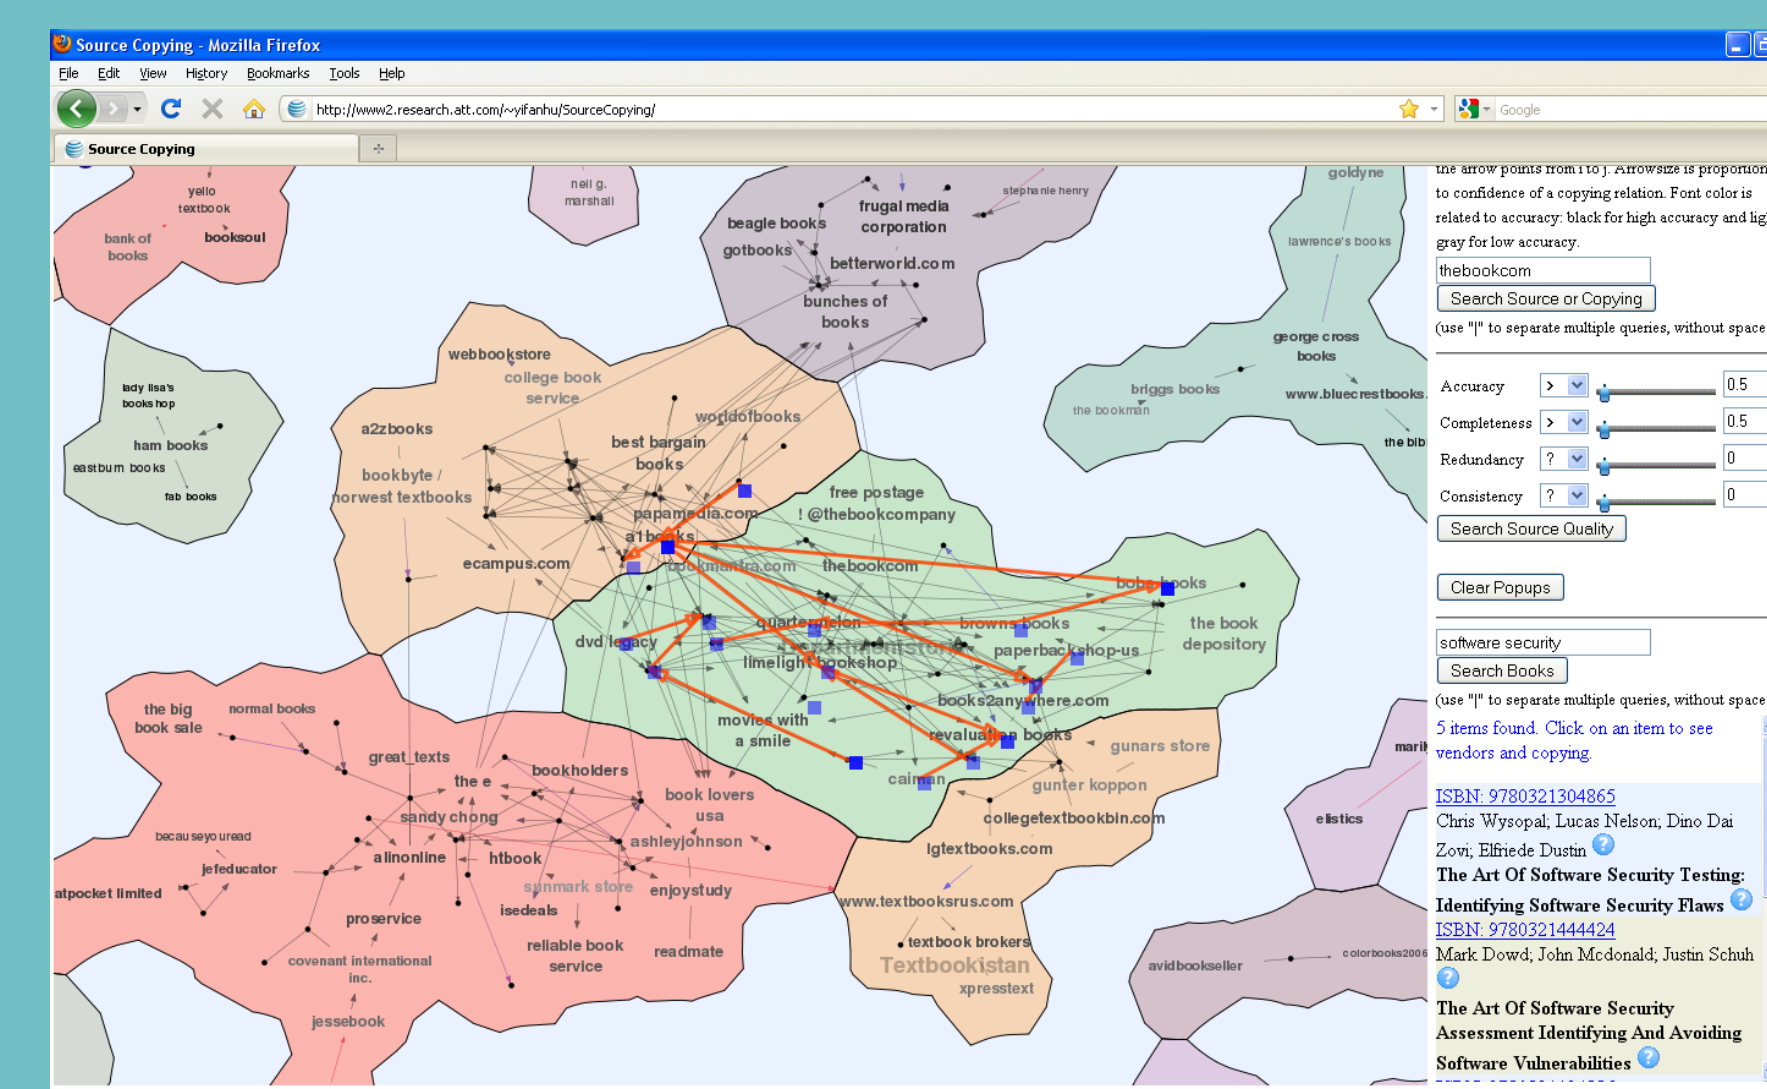 Source Copying - Mozilla Firefox
File Edit View History Bookmarks Tools Help
http://www2.research.att.com/~yifanhu/SourceCopying/
Google
Source Copying
yello
textbook
bank of
books
booksoul
neil g.
marshall
stephanie henry
frugal media
corporation
beagle books
gotbooks
betterworld.com
bunches of
books
goldyne
lawrence's books
george cross
books
briggs books
www.bluecrestbooks.
the bookman
the bib
lady lisa's
bookshop
ham books
eastburn books
fab books
webbookstore
college book
service
a2zbooks
worldofbooks
best bargain
books
bookbyte /
norwest textbooks
papamedia.com
a1books
ecampus.com
free postage
! @thebookcompany
bookmantra.com
thebookcom
bobs books
quartermelon
browns books
the book
depository
dvd legacy
Departmentstoria
limelight bookshop
paperbackshop-us
books2anywhere.com
movies with
a smile
revaluation books
caiman
gunars store
gunter koppon
collegetextbookbin.com
lgtextbooks.com
www.textbooksrus.com
textbook brokers
Textbookistan
xpresstext
the big
book sale
normal books
great_texts
the e
bookholders
sandy chong
book lovers
usa
becauseyouread
jefeducator
alinonline
htbook
ashleyjohnson
atpocket limited
sunmark store
enjoystudy
isedeals
proservice
reliable book
service
readmate
covenant international
inc.
jessebook
elistics
avidbookseller
colorbooks2006
the arrow points from i to j. Arrowsize is proportion
to confidence of a copying relation. Font color is
related to accuracy: black for high accuracy and lig
gray for low accuracy.
thebookcom
Search Source or Copying
(use "|" to separate multiple queries, without space
Accuracy > 0.5
Completeness > 0.5
Redundancy ? 0
Consistency ? 0
Search Source Quality
Clear Popups
software security
Search Books
(use "|" to separate multiple queries, without space
5 items found. Click on an item to see
vendors and copying.
ISBN: 9780321304865
Chris Wysopal; Lucas Nelson; Dino Dai
Zovi; Elfriede Dustin ?
The Art Of Software Security Testing:
Identifying Software Security Flaws ?
ISBN: 9780321444424
Mark Dowd; John Mcdonald; Justin Schuh
?
The Art Of Software Security
Assessment Identifying And Avoiding
Software Vulnerabilities ?